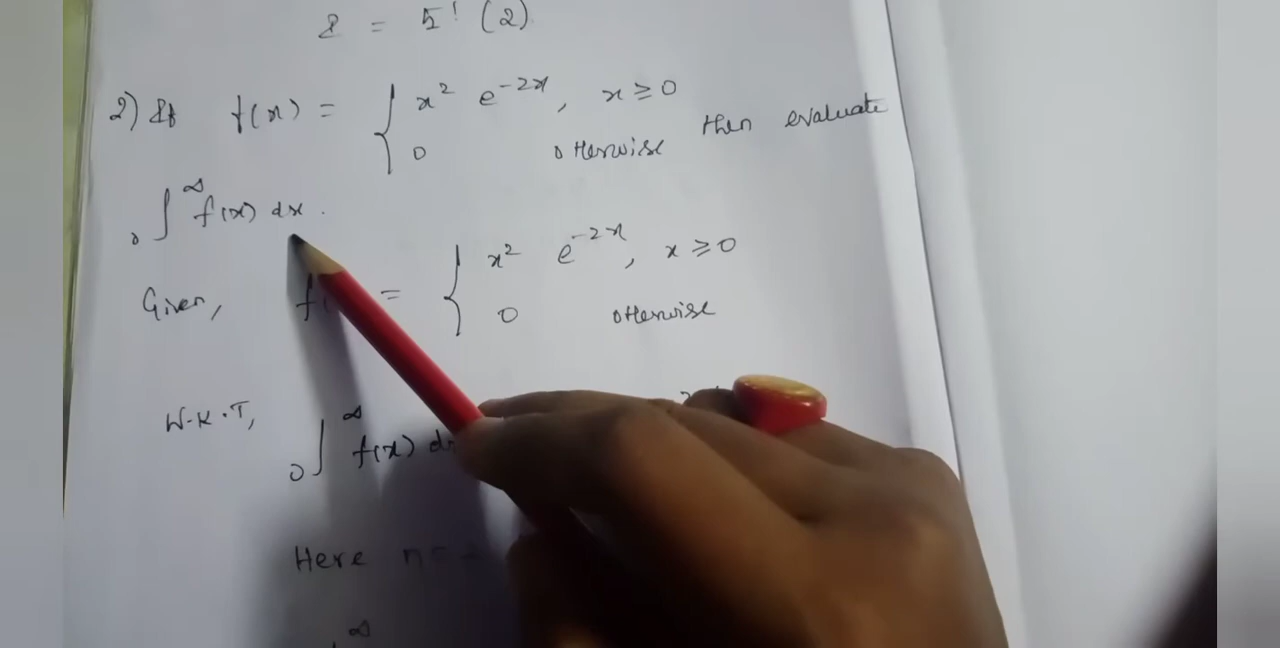 8 = 5! (2)
2) If f(x) = { x² e⁻²ˣ, x ≥ 0
0 otherwise then evaluate
₀∫^∞ f(x) dx.
Given, f = { x² e⁻²ˣ, x ≥ 0
0 otherwise
W.K.T,
₀∫^∞ f(x) dx
Here n =
∞